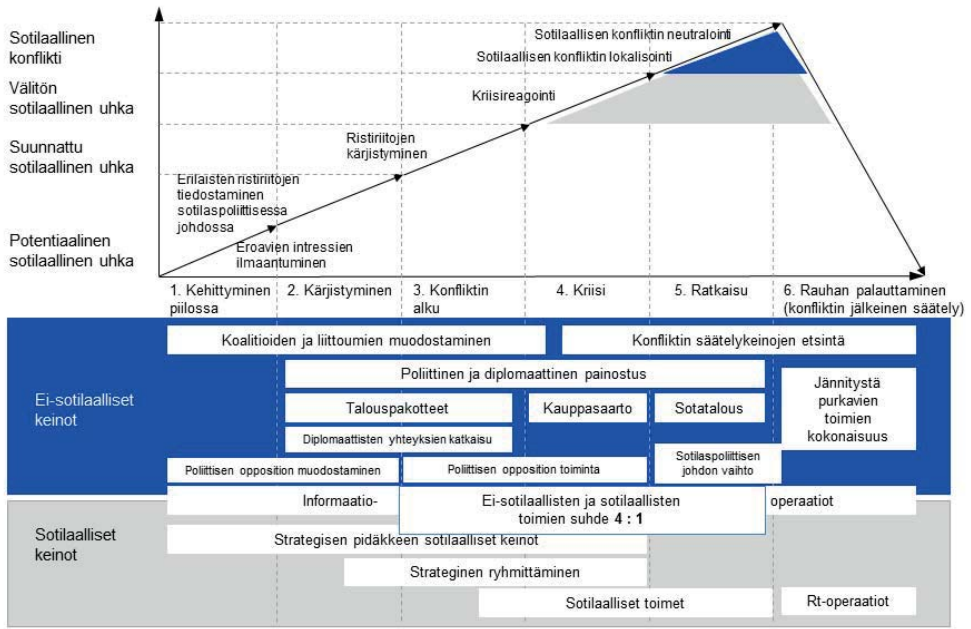 Sotilaallinen
konflikti
Välitön
sotilaallinen uhka
Suunnattu
sotilaallinen uhka
Potentiaalinen
sotilaallinen uhka
Sotilaallisen konfliktin neutralointi
Sotilaallisen konfliktin lokalisointi
Kriisireagointi
Ristiriitojen
kärjistyminen
Erilaisten ristiriitojen
tiedostaminen
sotilaspoliittisessa
johdossa
Eroavien intressien
ilmaantuminen
1. Kehittyminen
piilossa
2. Kärjistyminen
3. Konfliktin
alku
4. Kriisi
5. Ratkaisu
6. Rauhan palauttaminen
(konfliktin jälkeinen säätely)
Ei-sotilaalliset
keinot
Koalitioiden ja liittoumien muodostaminen
Konfliktin säätelykeinojen etsintä
Poliittinen ja diplomaattinen painostus
Jännitystä
purkavien
toimien
kokonaisuus
Talouspakotteet
Kauppasaarto
Sotatalous
Diplomaattisten yhteyksien katkaisu
Poliittisen opposition muodostaminen
Poliittisen opposition toiminta
Sotilaspoliittisen
johdon vaihto
Informaatio-
Ei-sotilaallisten ja sotilaallisten
toimien suhde 4 : 1
operaatiot
Sotilaalliset
keinot
Strategisen pidäkkeen sotilaalliset keinot
Strateginen ryhmittäminen
Sotilaalliset toimet
Rt-operaatiot